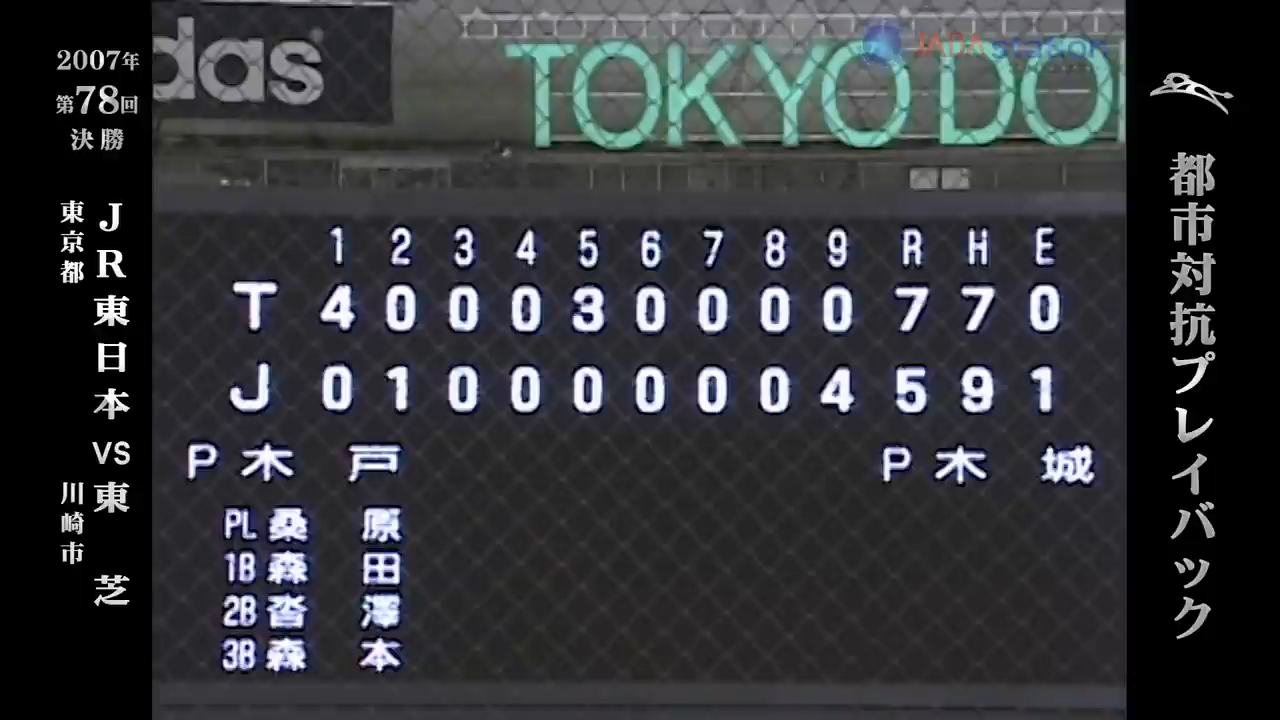 2007年
第78回
決勝
JR東日本 vs 東 芝
東京都
川崎市
das
TOKYO DO
JABA STADIUM
都市対抗プレイバック
1 2 3 4 5 6 7 8 9 R H E
T 4 0 0 0 3 0 0 0 0 7 7 0
J 0 1 0 0 0 0 0 0 4 5 9 1
P 木 戸
P 木 城
PL 桑 原
1B 森 田
2B 沓 澤
3B 森 本